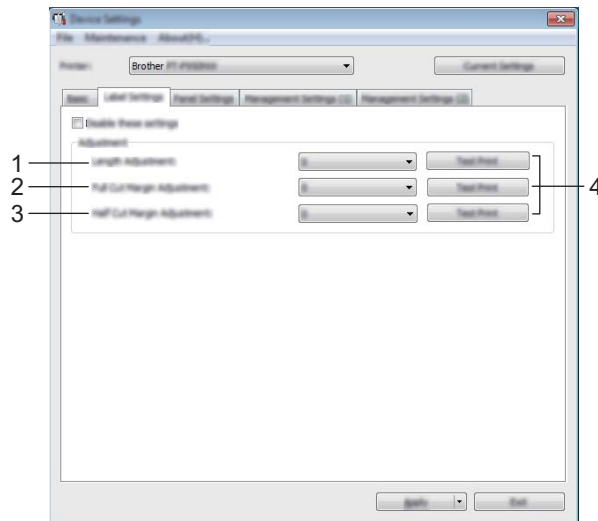 Device Settings
File Maintenance About(H)...
Printer: Brother
Current Settings
Basic Label Settings Panel Settings Management Settings (1) Management Settings (2)
Disable these settings
Adjustment
1 Length Adjustment: 0 Test Print
2 Full Cut Margin Adjustment: 0 Test Print 4
3 Half Cut Margin Adjustment: 0 Test Print
Apply Exit